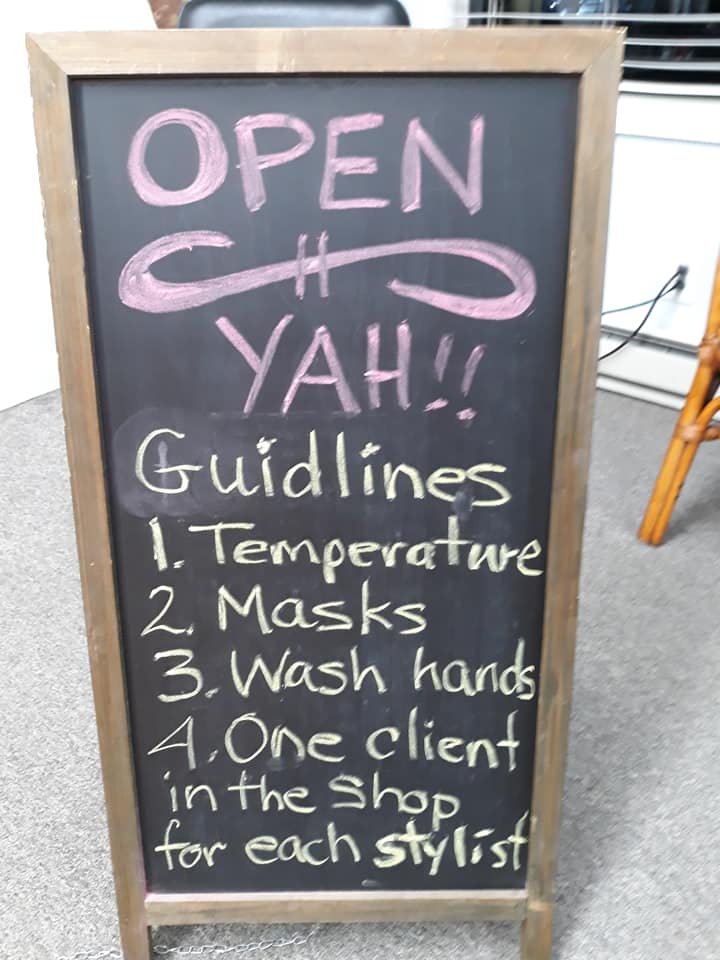 OPEN
YAH!!
Guidlines
1. Temperature
2. Masks
3. Wash hands
4. One client
in the Shop
for each stylist